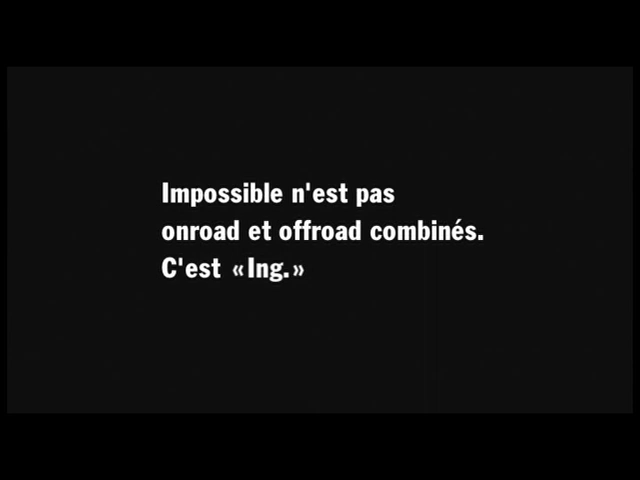 Impossible n'est pas
onroad et offroad combinés.
C'est «Ing.»